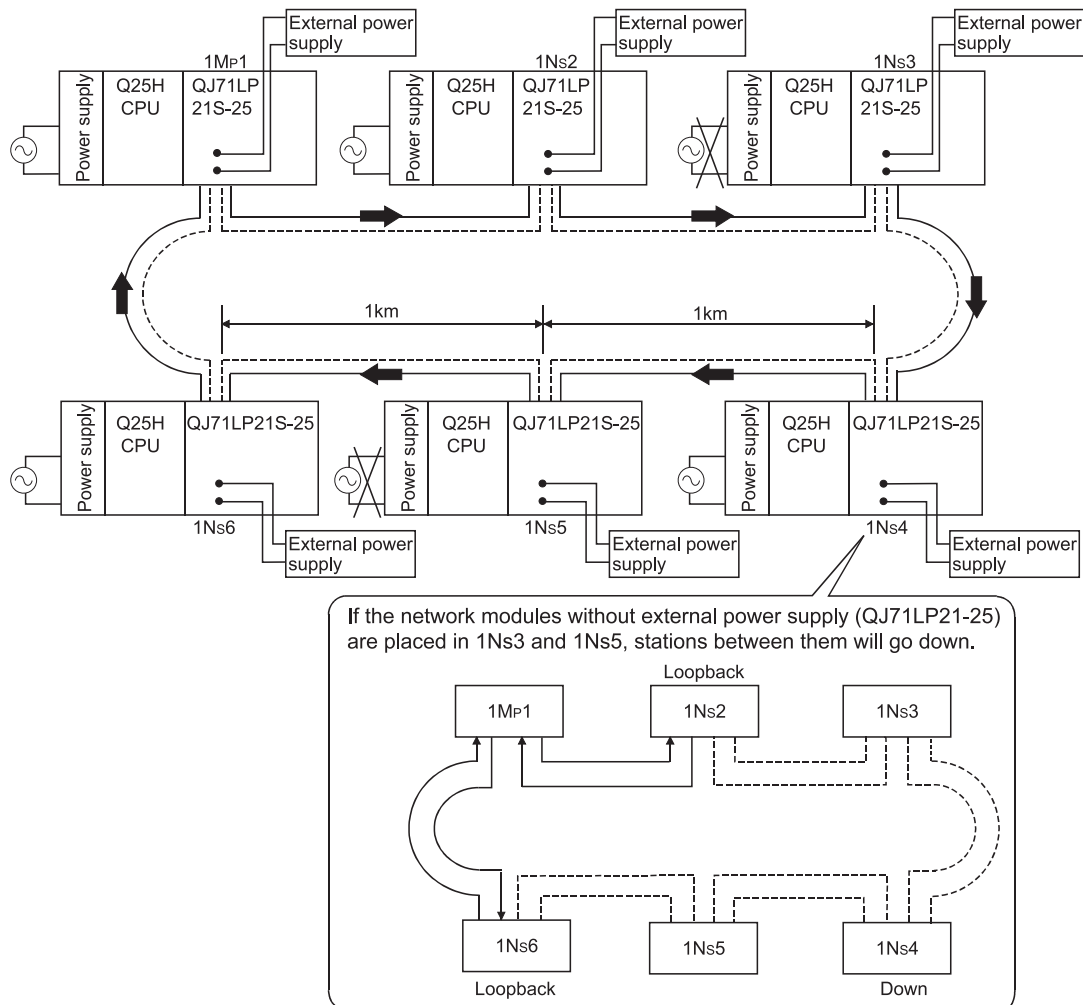 External power
supply
External power
supply
External power
supply
1MP1
1NS2
1NS3
Power supply
Q25H
CPU
QJ71LP
21S-25
Power supply
Q25H
CPU
QJ71LP
21S-25
Power supply
Q25H
CPU
QJ71LP
21S-25
1km
1km
Power supply
Q25H
CPU
QJ71LP21S-25
Power supply
Q25H
CPU
QJ71LP21S-25
Power supply
Q25H
CPU
QJ71LP21S-25
1NS6
1NS5
1NS4
External power
supply
External power
supply
External power
supply
If the network modules without external power supply (QJ71LP21-25)
are placed in 1NS3 and 1NS5, stations between them will go down.
Loopback
1MP1
1NS2
1NS3
1NS6
1NS5
1NS4
Loopback
Down